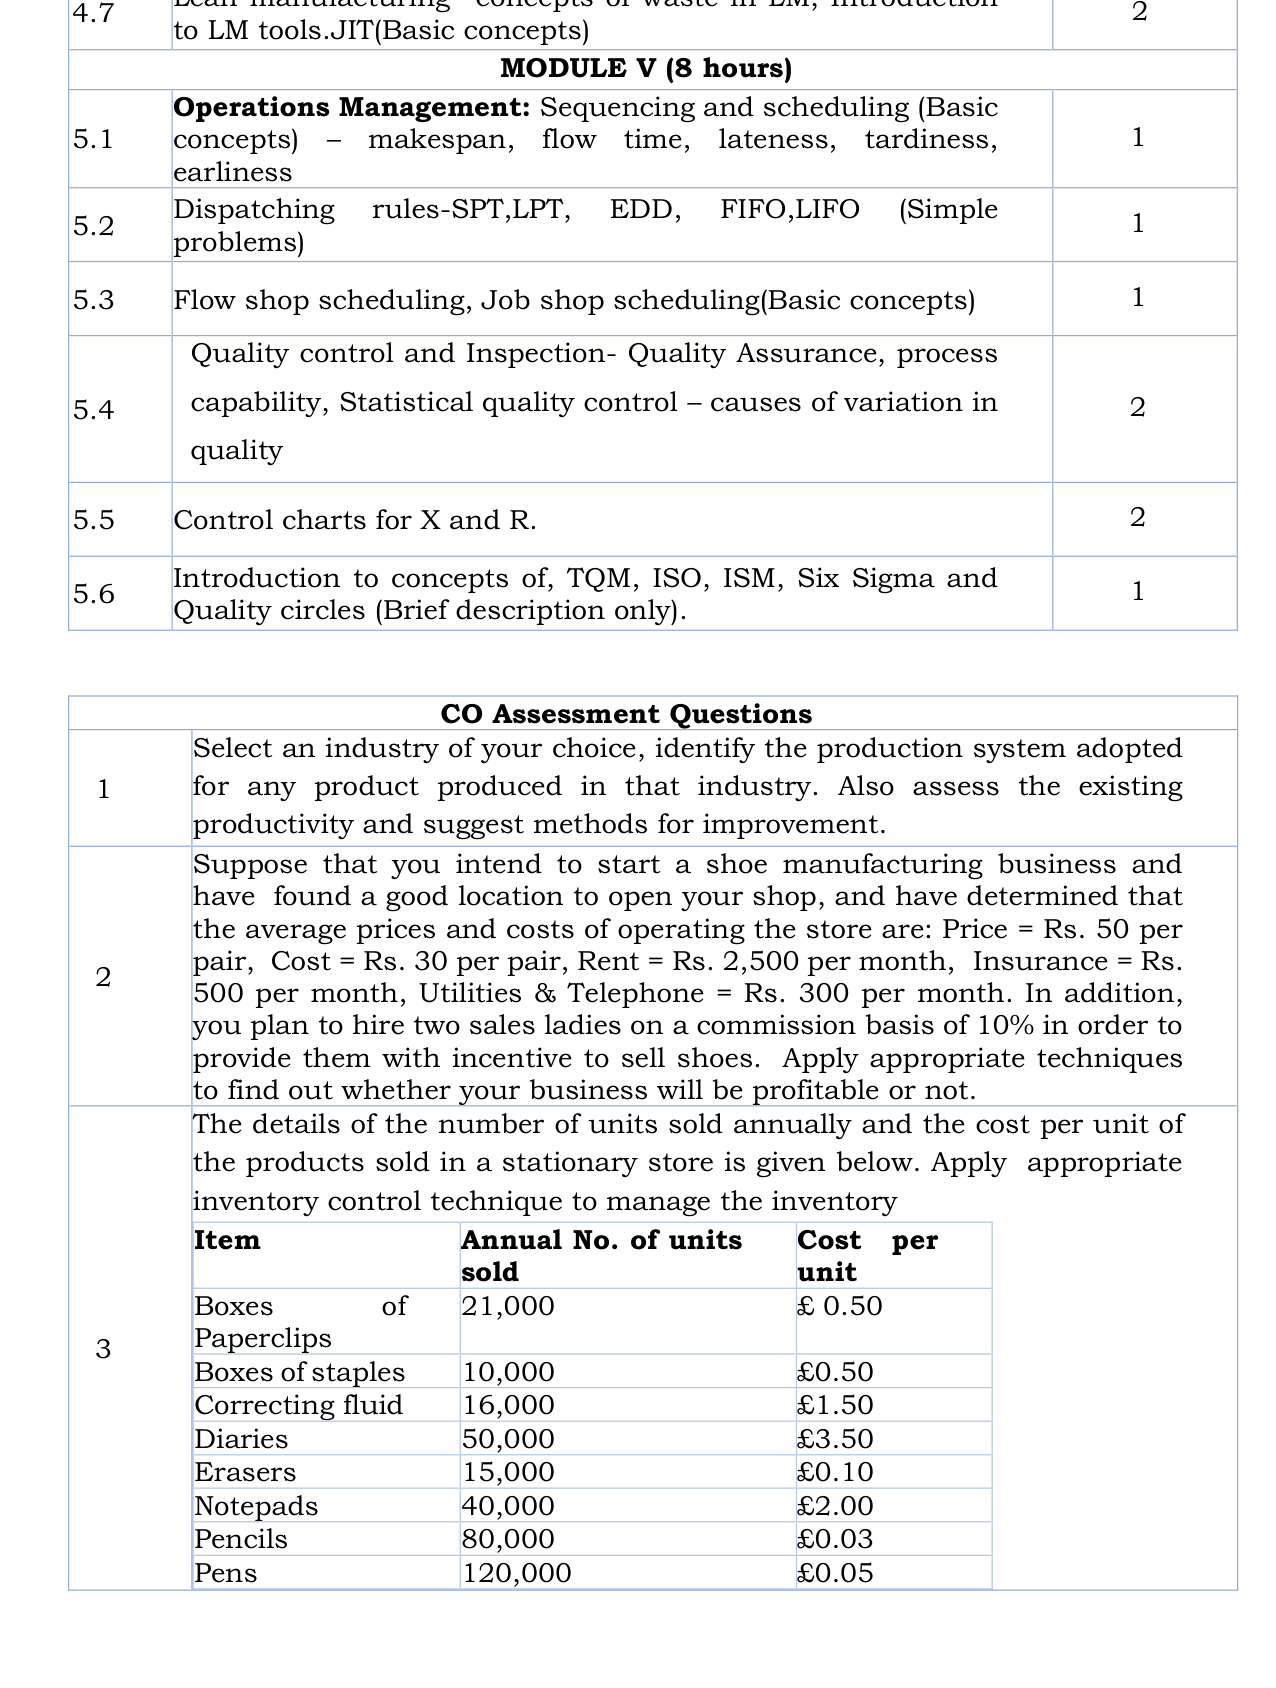 4.7
Lean manufacturing concepts of waste in LM, Introduction
to LM tools.JIT(Basic concepts)
2
MODULE V (8 hours)
5.1
Operations Management: Sequencing and scheduling (Basic
concepts) – makespan, flow time, lateness, tardiness,
earliness
1
5.2
Dispatching rules-SPT,LPT, EDD, FIFO,LIFO (Simple
problems)
1
5.3
Flow shop scheduling, Job shop scheduling(Basic concepts)
1
5.4
Quality control and Inspection- Quality Assurance, process
capability, Statistical quality control – causes of variation in
quality
2
5.5
Control charts for X and R.
2
5.6
Introduction to concepts of, TQM, ISO, ISM, Six Sigma and
Quality circles (Brief description only).
1
CO Assessment Questions
1
Select an industry of your choice, identify the production system adopted
for any product produced in that industry. Also assess the existing
productivity and suggest methods for improvement.
2
Suppose that you intend to start a shoe manufacturing business and
have found a good location to open your shop, and have determined that
the average prices and costs of operating the store are: Price = Rs. 50 per
pair, Cost = Rs. 30 per pair, Rent = Rs. 2,500 per month, Insurance = Rs.
500 per month, Utilities & Telephone = Rs. 300 per month. In addition,
you plan to hire two sales ladies on a commission basis of 10% in order to
provide them with incentive to sell shoes. Apply appropriate techniques
to find out whether your business will be profitable or not.
3
The details of the number of units sold annually and the cost per unit of
the products sold in a stationary store is given below. Apply appropriate
inventory control technique to manage the inventory
Item Annual No. of units Cost per
sold unit
Boxes of 21,000 £ 0.50
Paperclips
Boxes of staples 10,000 £0.50
Correcting fluid 16,000 £1.50
Diaries 50,000 £3.50
Erasers 15,000 £0.10
Notepads 40,000 £2.00
Pencils 80,000 £0.03
Pens 120,000 £0.05